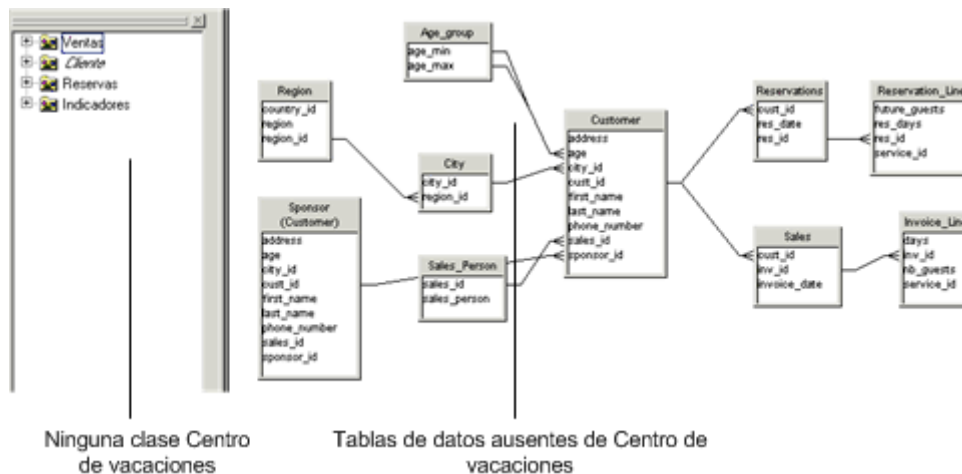 Ventas
Cliente
Reservas
Indicadores
Age_group
age_min
age_max
Region
country_id
region
region_id
City
city_id
region_id
Sponsor
(Customer)
address
age
city_id
cust_id
first_name
last_name
phone_number
sales_id
sponsor_id
Sales_Person
sales_id
sales_person
Customer
address
age
city_id
cust_id
first_name
last_name
phone_number
sales_id
sponsor_id
Reservations
cust_id
res_date
res_id
Reservation_Line
future_guests
res_days
res_id
service_id
Sales
cust_id
inv_id
invoice_date
Invoice_Line
days
inv_id
nb_guests
service_id
Ninguna clase Centro
de vacaciones
Tablas de datos ausentes de Centro de
vacaciones